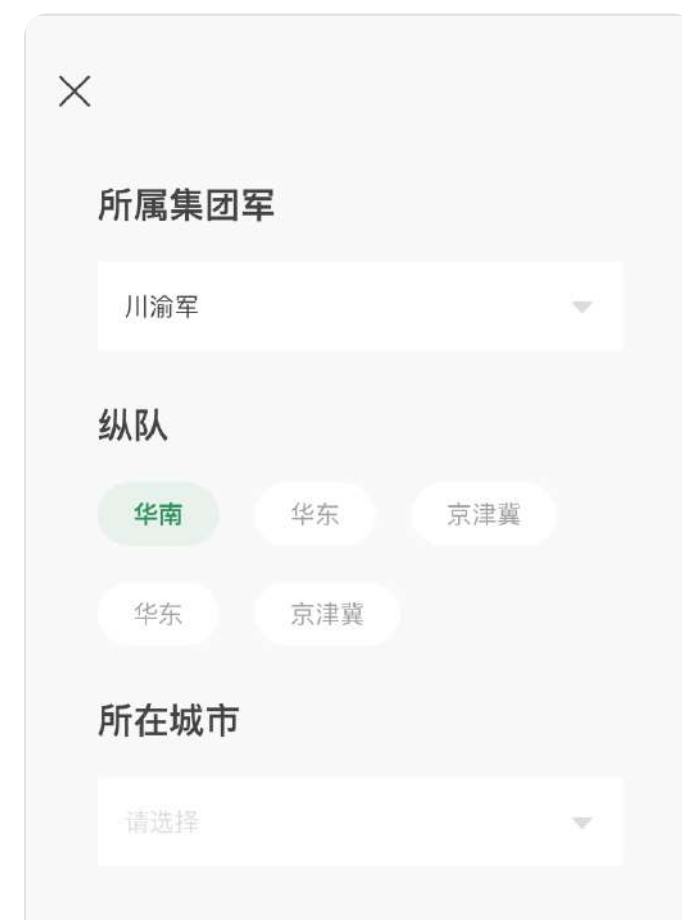 所属集团军
川渝军
纵队
华南 华东 京津冀
华东 京津冀
所在城市
请选择